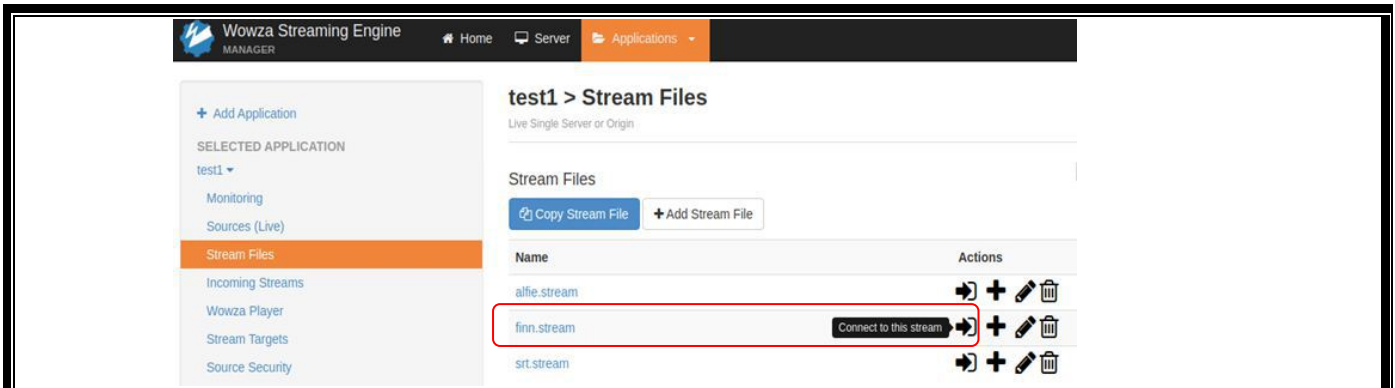 Wowza Streaming Engine
MANAGER
Home Server Applications
Add Application
SELECTED APPLICATION
test1
Monitoring
Sources (Live)
Stream Files
Incoming Streams
Wowza Player
Stream Targets
Source Security
test1 > Stream Files
Live Single Server or Origin
Stream Files
Copy Stream File Add Stream File
Name Actions
alfie.stream
finn.stream Connect to this stream
srt.stream